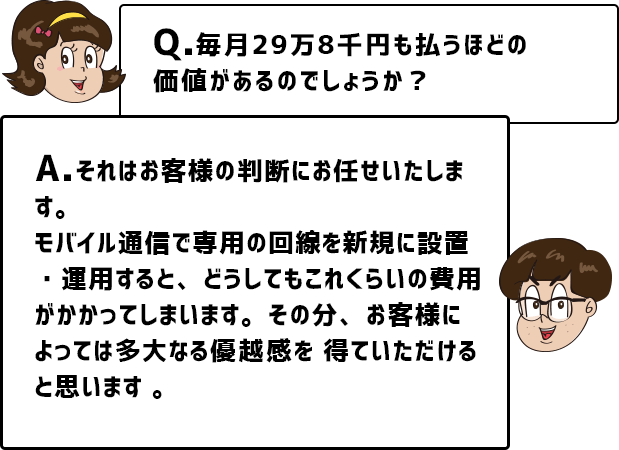 Q.毎月29万8千円も払うほどの
価値があるのでしょうか？
A.それはお客様の判断にお任せいたしま
す。
モバイル通信で専用の回線を新規に設置
・運用すると、どうしてもこれくらいの費用
がかかってしまいます。その分、お客様に
よっては多大なる優越感を 得ていただける
と思います 。